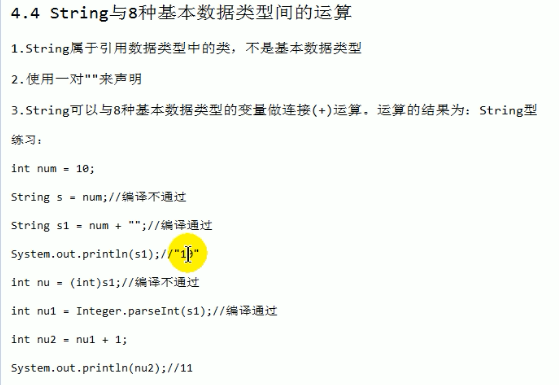 4.4 String与8种基本数据类型间的运算
1.String属于引用数据类型中的类，不是基本数据类型
2.使用一对""来声明
3.String可以与8种基本数据类型的变量做连接(+)运算。运算的结果为：String型
练习：
int num = 10;
String s = num;//编译不通过
String s1 = num + "";//编译通过
System.out.println(s1);//"10"
int nu = (int)s1;//编译不通过
int nu1 = Integer.parseInt(s1);//编译通过
int nu2 = nu1 + 1;
System.out.println(nu2);//11